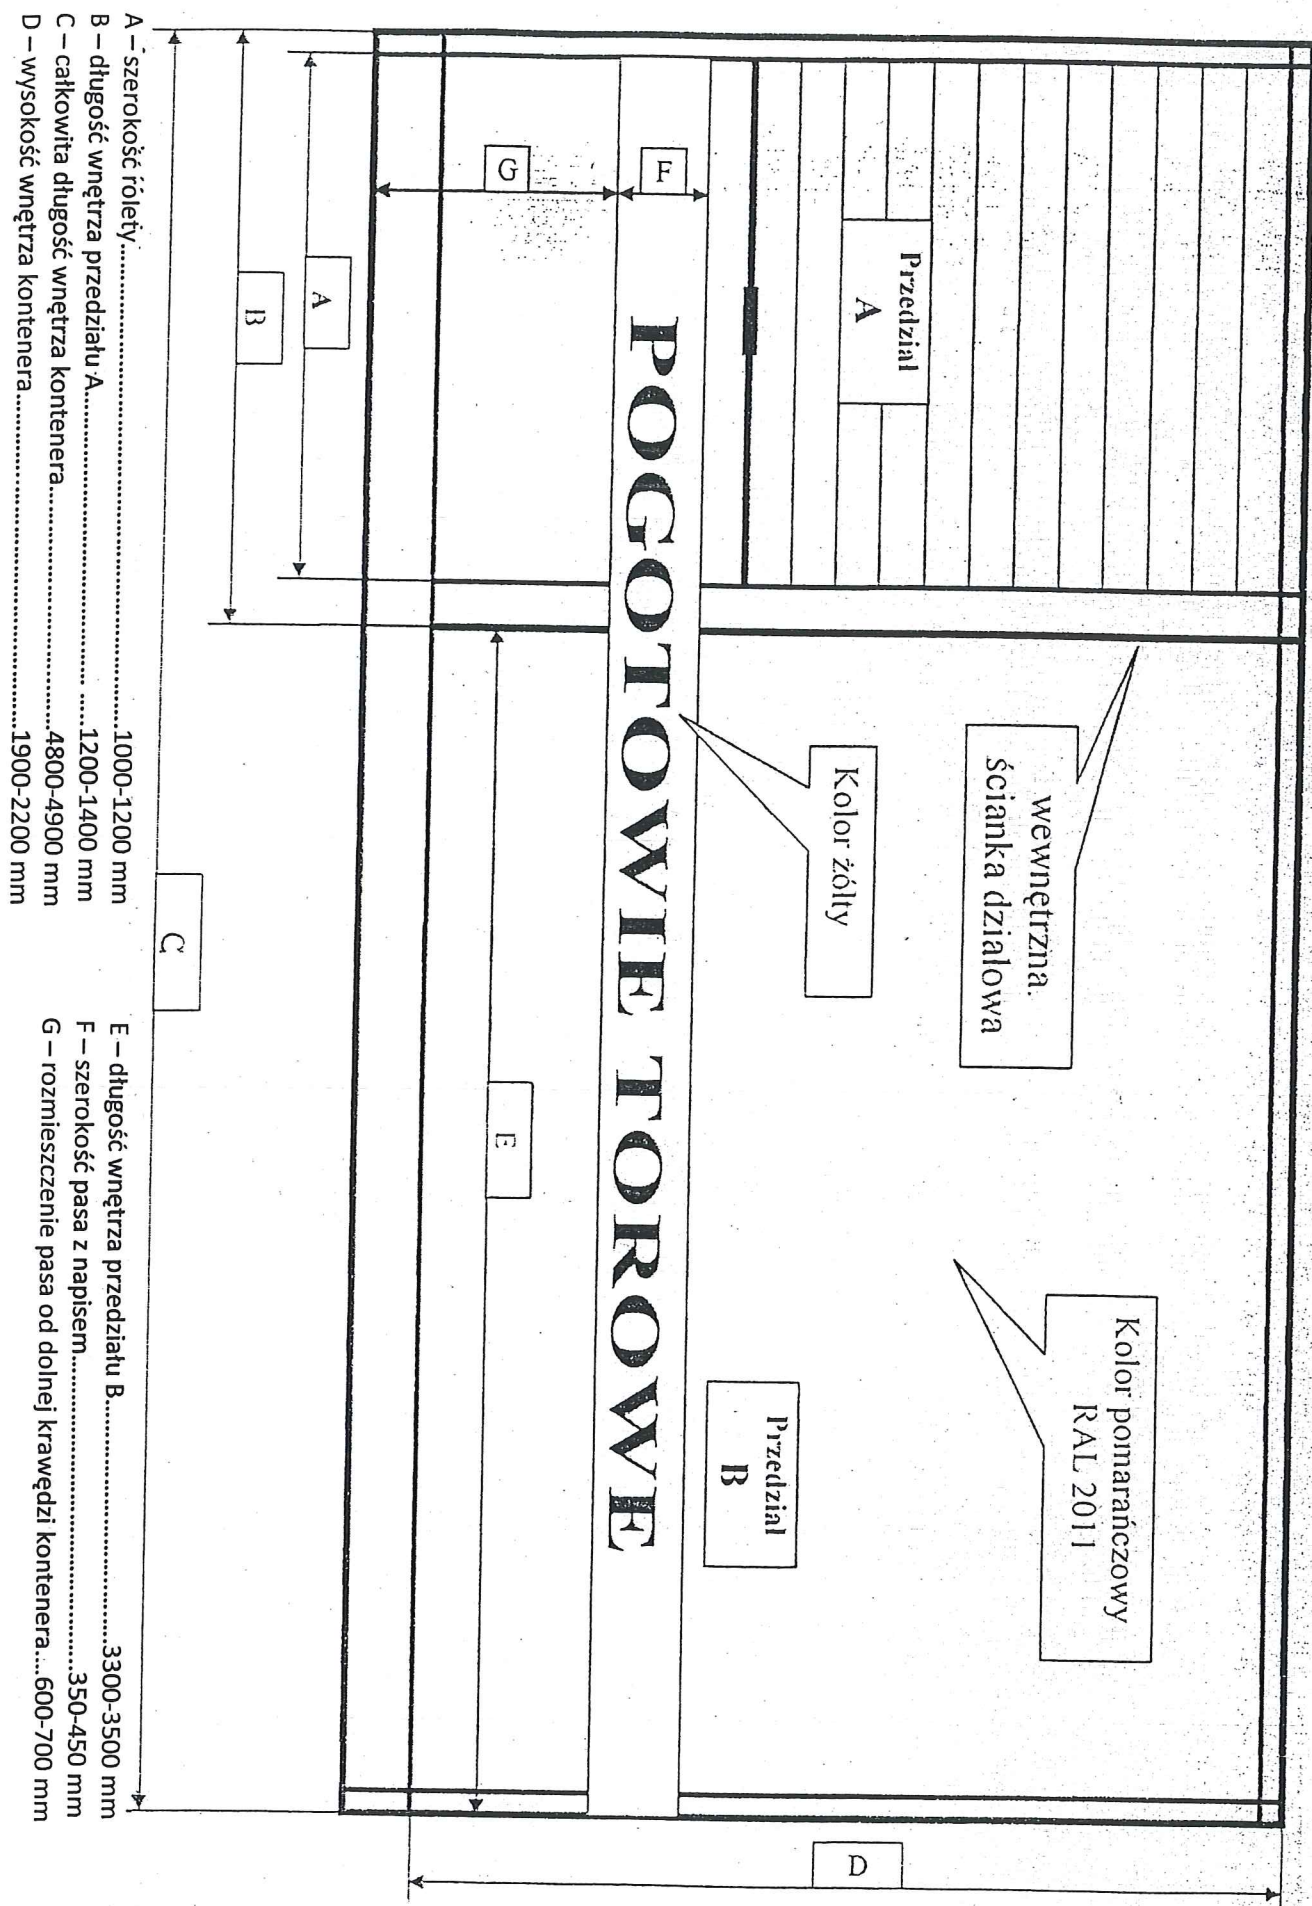 Przedział
A
wewnętrzna.
ścianka działowa
Kolor pomarańczowy
RAL 2011
Kolor żółty
Przedział
B
F
POGOTOWIE TOROWE
G
E
D
A
B
C
A – szerokość rolety..........1000-1200 mm
B – długość wnętrza przedziału A..........1200-1400 mm
C – całkowita długość wnętrza kontenera..........4800-4900 mm
D – wysokość wnętrza kontenera..........1900-2200 mm
E – długość wnętrza przedziału B..........3300-3500 mm
F – szerokość pasa z napisem..........350-450 mm
G – rozmieszczenie pasa od dolnej krawędzi kontenera....600-700 mm